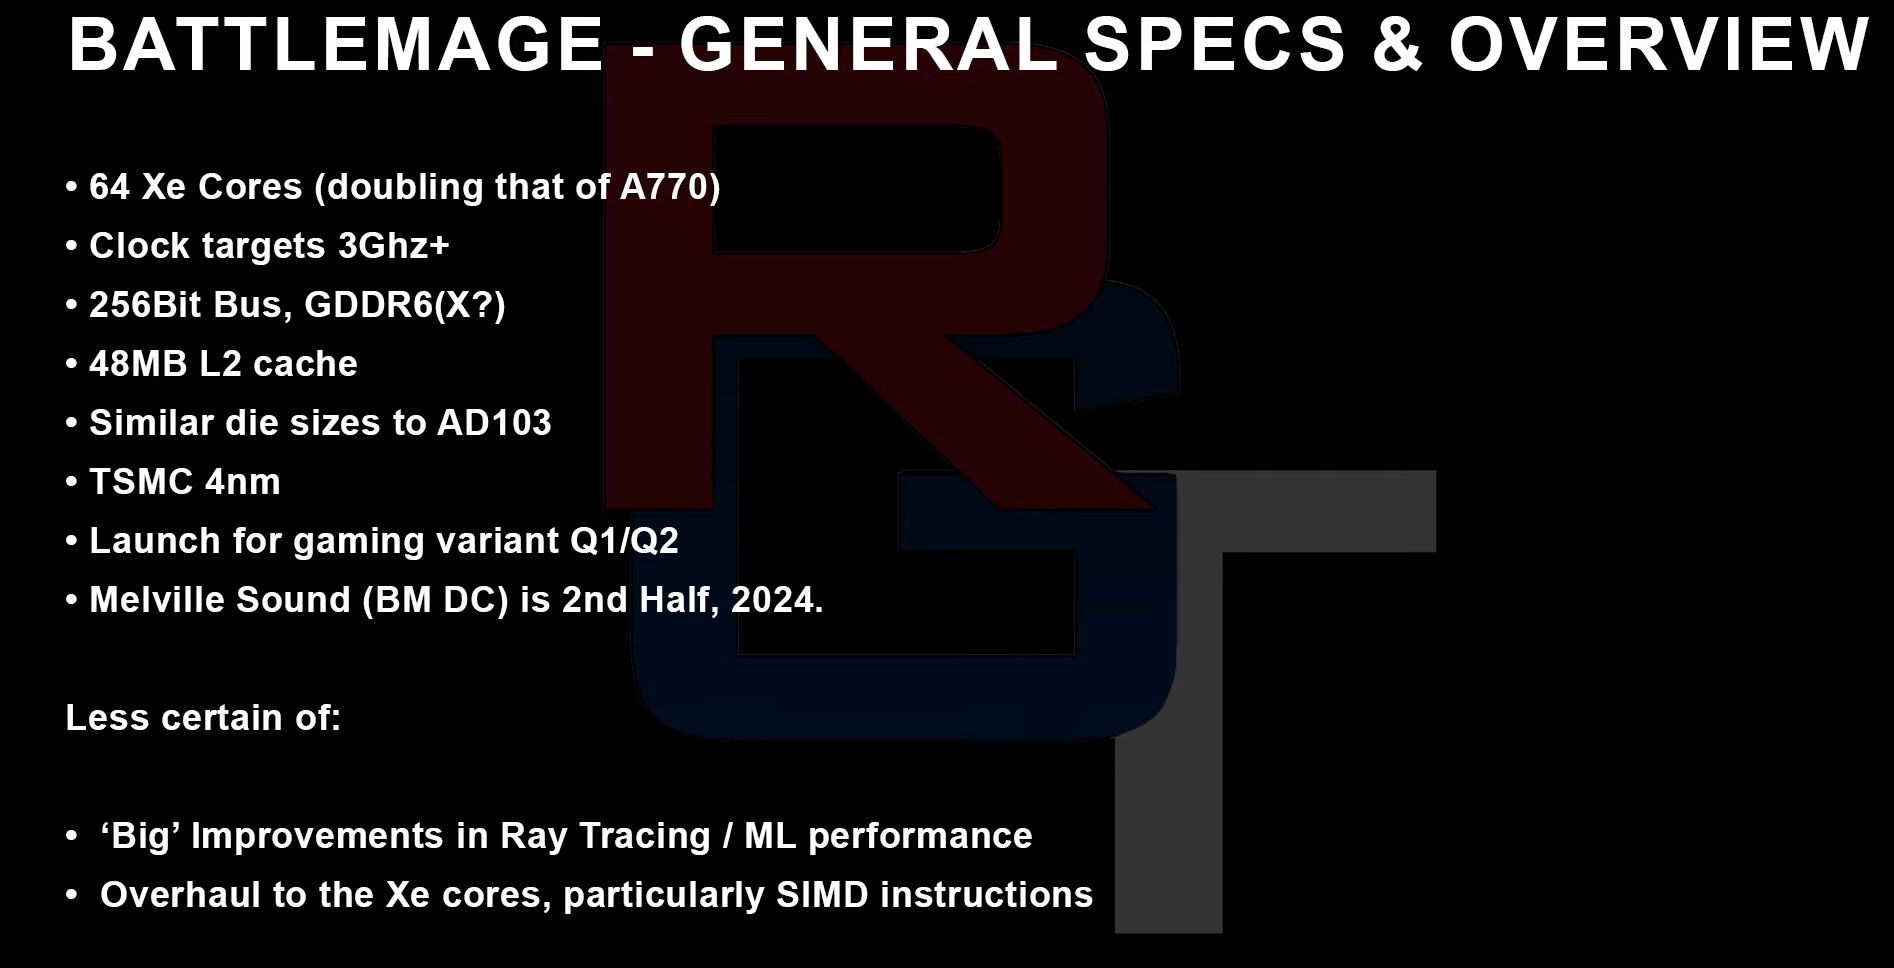 BATTLEMAGE - GENERAL SPECS & OVERVIEW
• 64 Xe Cores (doubling that of A770)
• Clock targets 3Ghz+
• 256Bit Bus, GDDR6(X?)
• 48MB L2 cache
• Similar die sizes to AD103
• TSMC 4nm
• Launch for gaming variant Q1/Q2
• Melville Sound (BM DC) is 2nd Half, 2024.
Less certain of:
• ‘Big’ Improvements in Ray Tracing / ML performance
• Overhaul to the Xe cores, particularly SIMD instructions
RGT